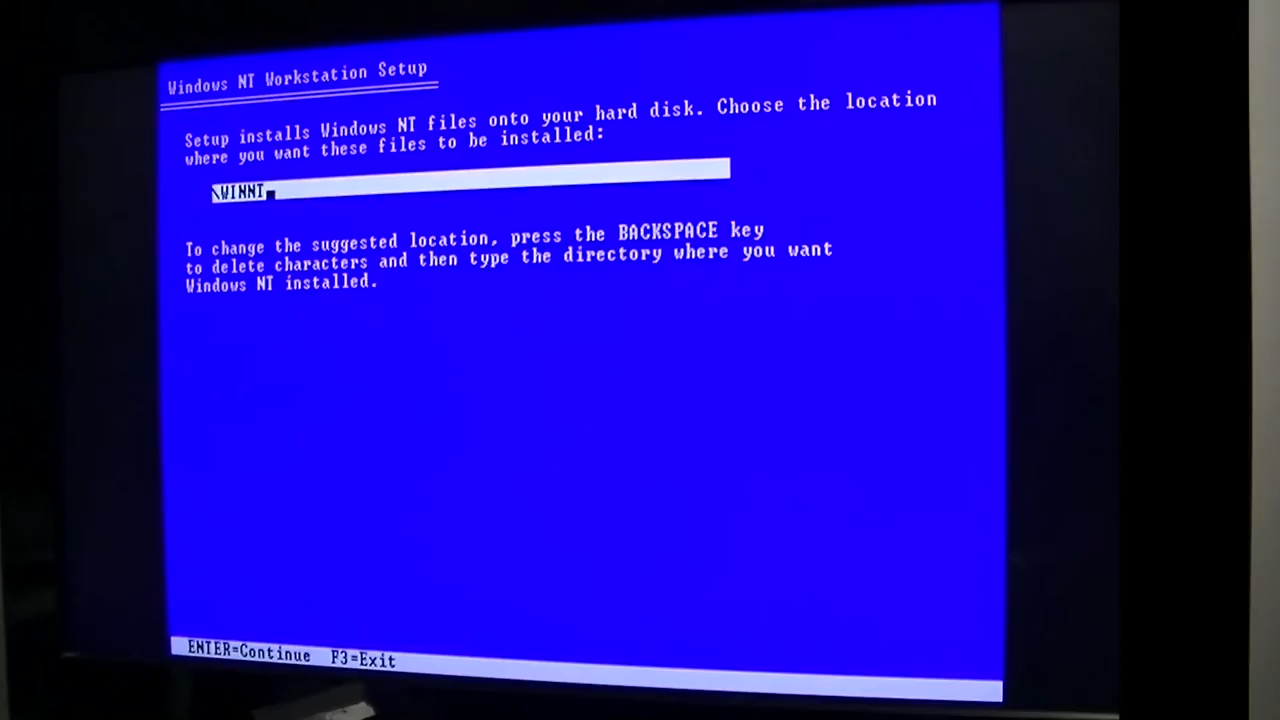 Windows NT Workstation Setup
Setup installs Windows NT files onto your hard disk. Choose the location
where you want these files to be installed:
\WINNT
To change the suggested location, press the BACKSPACE key
to delete characters and then type the directory where you want
Windows NT installed.
ENTER=Continue F3=Exit